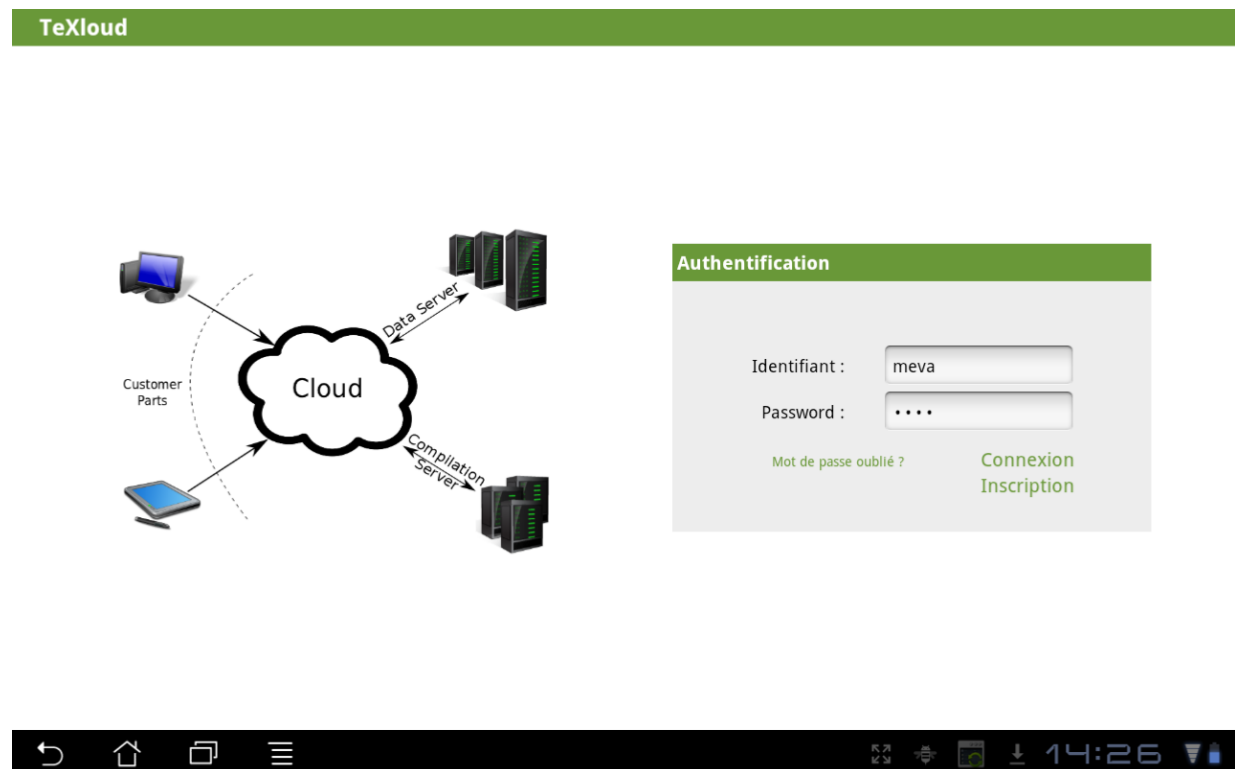 TeXloud
Data Server
Customer
Parts
Cloud
Compilation
Server
Authentification
Identifiant :
meva
Password :
••••
Mot de passe oublié ?
Connexion
Inscription
14:26